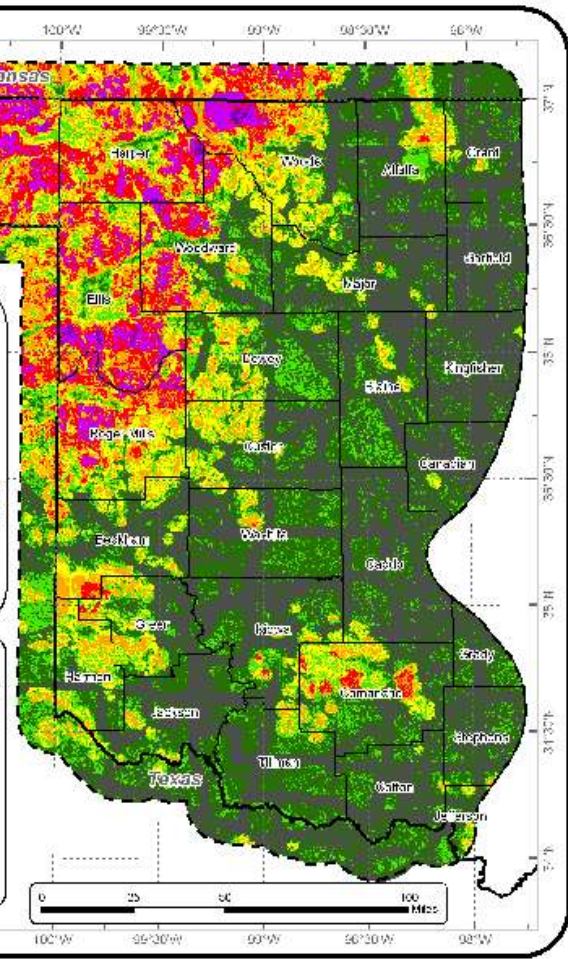 100°W 99°30'W 99°W 98°30'W 98°W
ansas
37°N
Harper
Woods
Alfalfa
Grant
36°30'N
Woodward
Garfield
Ellis
Major
36°N
Dewey
Blaine
Kingfisher
Roger Mills
Custer
Canadian
35°30'N
Beckham
Washita
Caddo
35°N
Greer
Kiowa
Grady
Harmon
Comanche
Jackson
34°30'N
Stephens
Tillman
Texas
Cotton
Jefferson
34°N
0 25 50 100
Miles
100°W 99°30'W 99°W 98°30'W 98°W